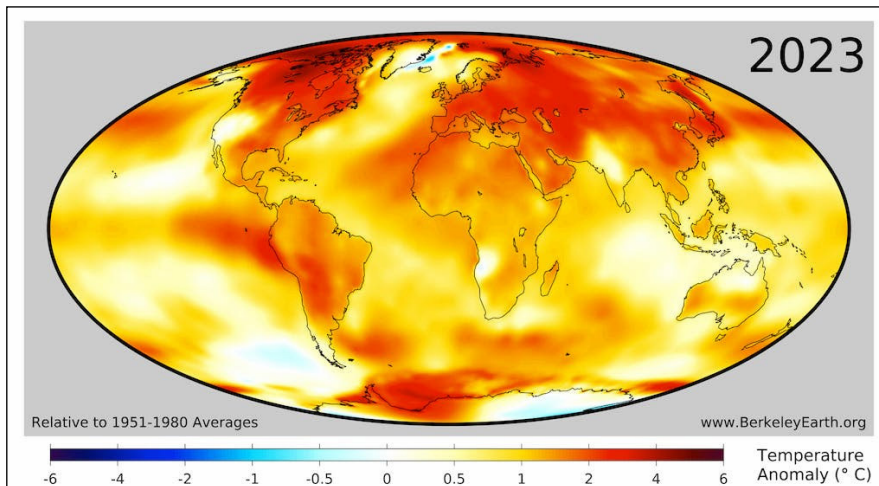 2023
Relative to 1951-1980 Averages
www.BerkeleyEarth.org
-6 -4 -2 -1 -0.5 0 0.5 1 2 4 6
Temperature
Anomaly (° C)